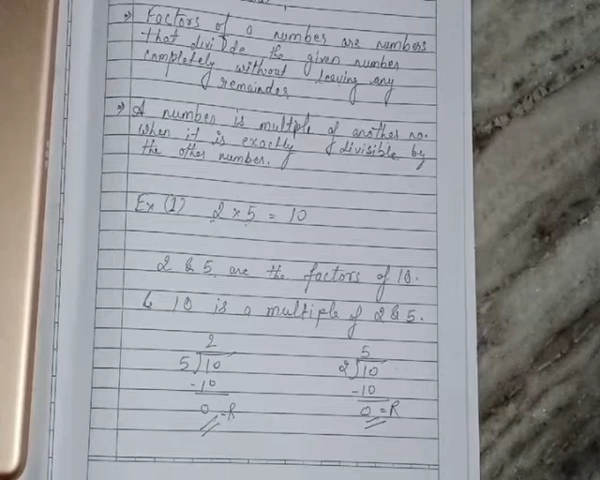 ⇒ Factors of a number are numbers
that divide the given number
completely without leaving any
remainder
⇒ A number is multple of another no.
when it is exactly divisible by
the other number.
Ex (1) 2 × 5 = 10
2 & 5 are the factors of 10.
& 10 is a multiple of 2 & 5.
2 5
5)10 2)10
-10 -10
0=R 0=R